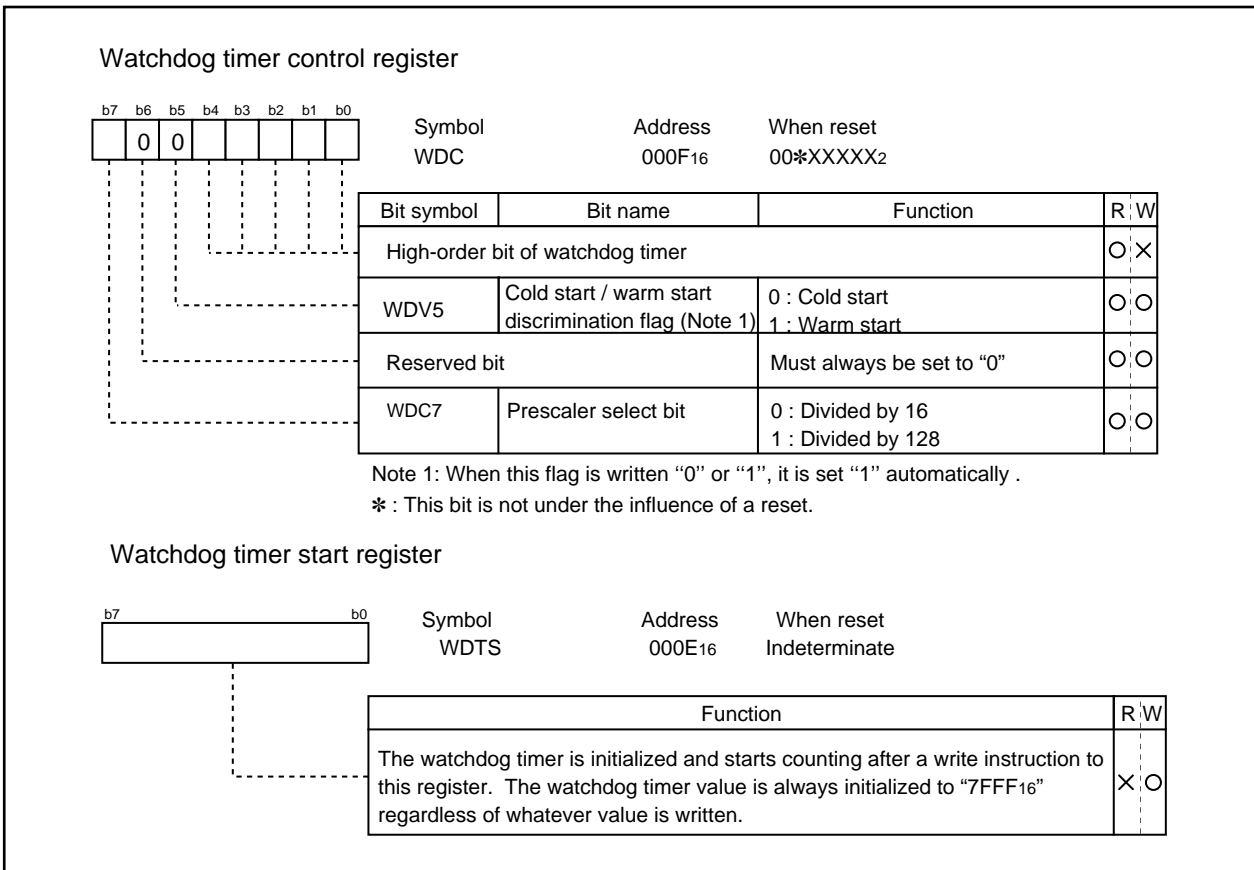 Watchdog timer control register
b7 b6 b5 b4 b3 b2 b1 b0
0 0
Symbol Address When reset
WDC 000F16 00✻XXXXX2
Bit symbol Bit name Function R W
High-order bit of watchdog timer
WDV5 Cold start / warm start discrimination flag (Note 1) 0 : Cold start
1 : Warm start
Reserved bit Must always be set to “0”
WDC7 Prescaler select bit 0 : Divided by 16
1 : Divided by 128
Note 1: When this flag is written ‘‘0’’ or ‘‘1’’, it is set ‘‘1’’ automatically .
✻ : This bit is not under the influence of a reset.
Watchdog timer start register
b7 b0
Symbol Address When reset
WDTS 000E16 Indeterminate
Function R W
The watchdog timer is initialized and starts counting after a write instruction to
this register. The watchdog timer value is always initialized to “7FFF16”
regardless of whatever value is written.